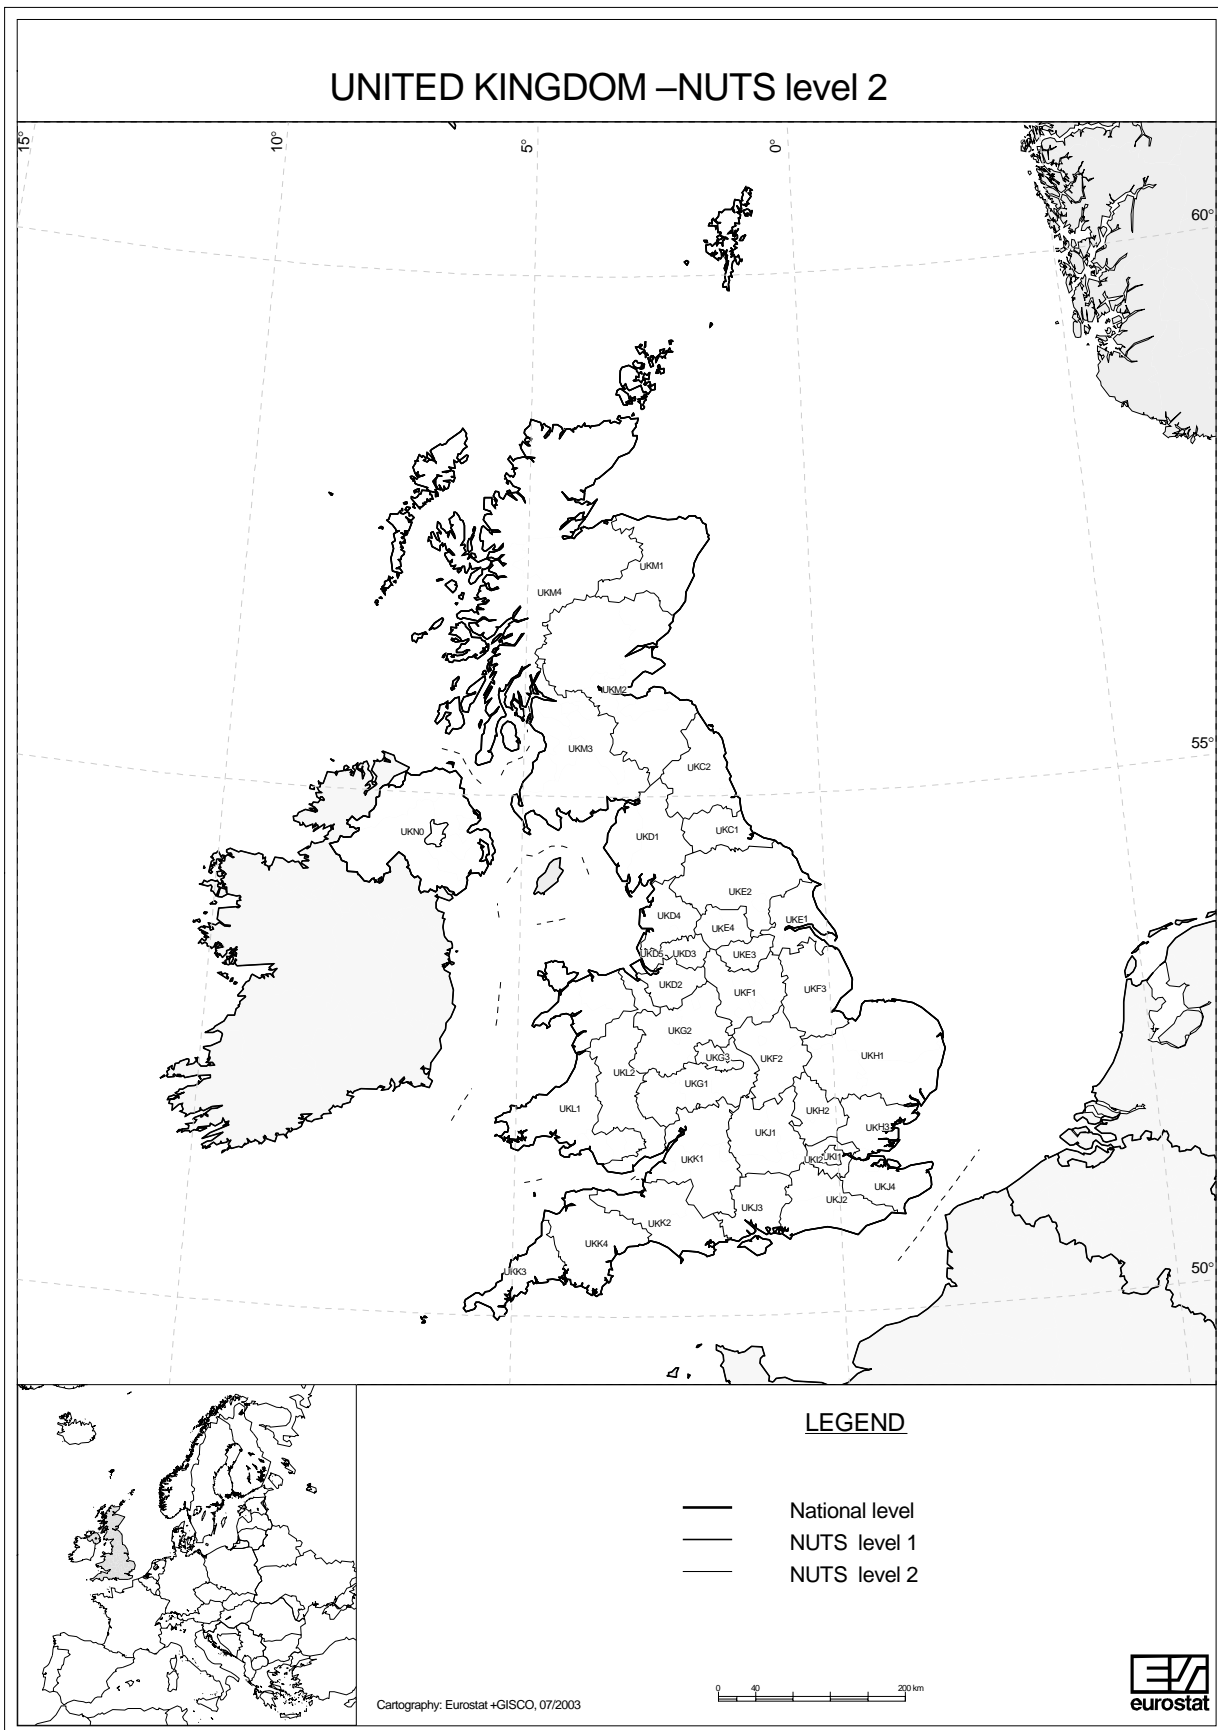 UNITED KINGDOM –NUTS level 2
15°
10°
5°
0°
60°
UKM1
UKM4
UKM2
UKM3
55°
UKC2
UKN0
UKD1
UKC1
UKE2
UKD4
UKE1
UKE4
UKD5
UKD3
UKE3
UKD2
UKF1
UKF3
UKG2
UKG3
UKF2
UKH1
UKL2
UKG1
UKL1
UKH2
UKH3
UKJ1
UKK1
UKI2
UKI1
UKJ4
UKJ2
UKJ3
UKK2
UKK4
UKK3
50°
LEGEND
National level
NUTS level 1
NUTS level 2
Cartography: Eurostat +GISCO, 07/2003
0 40 200 km
eurostat